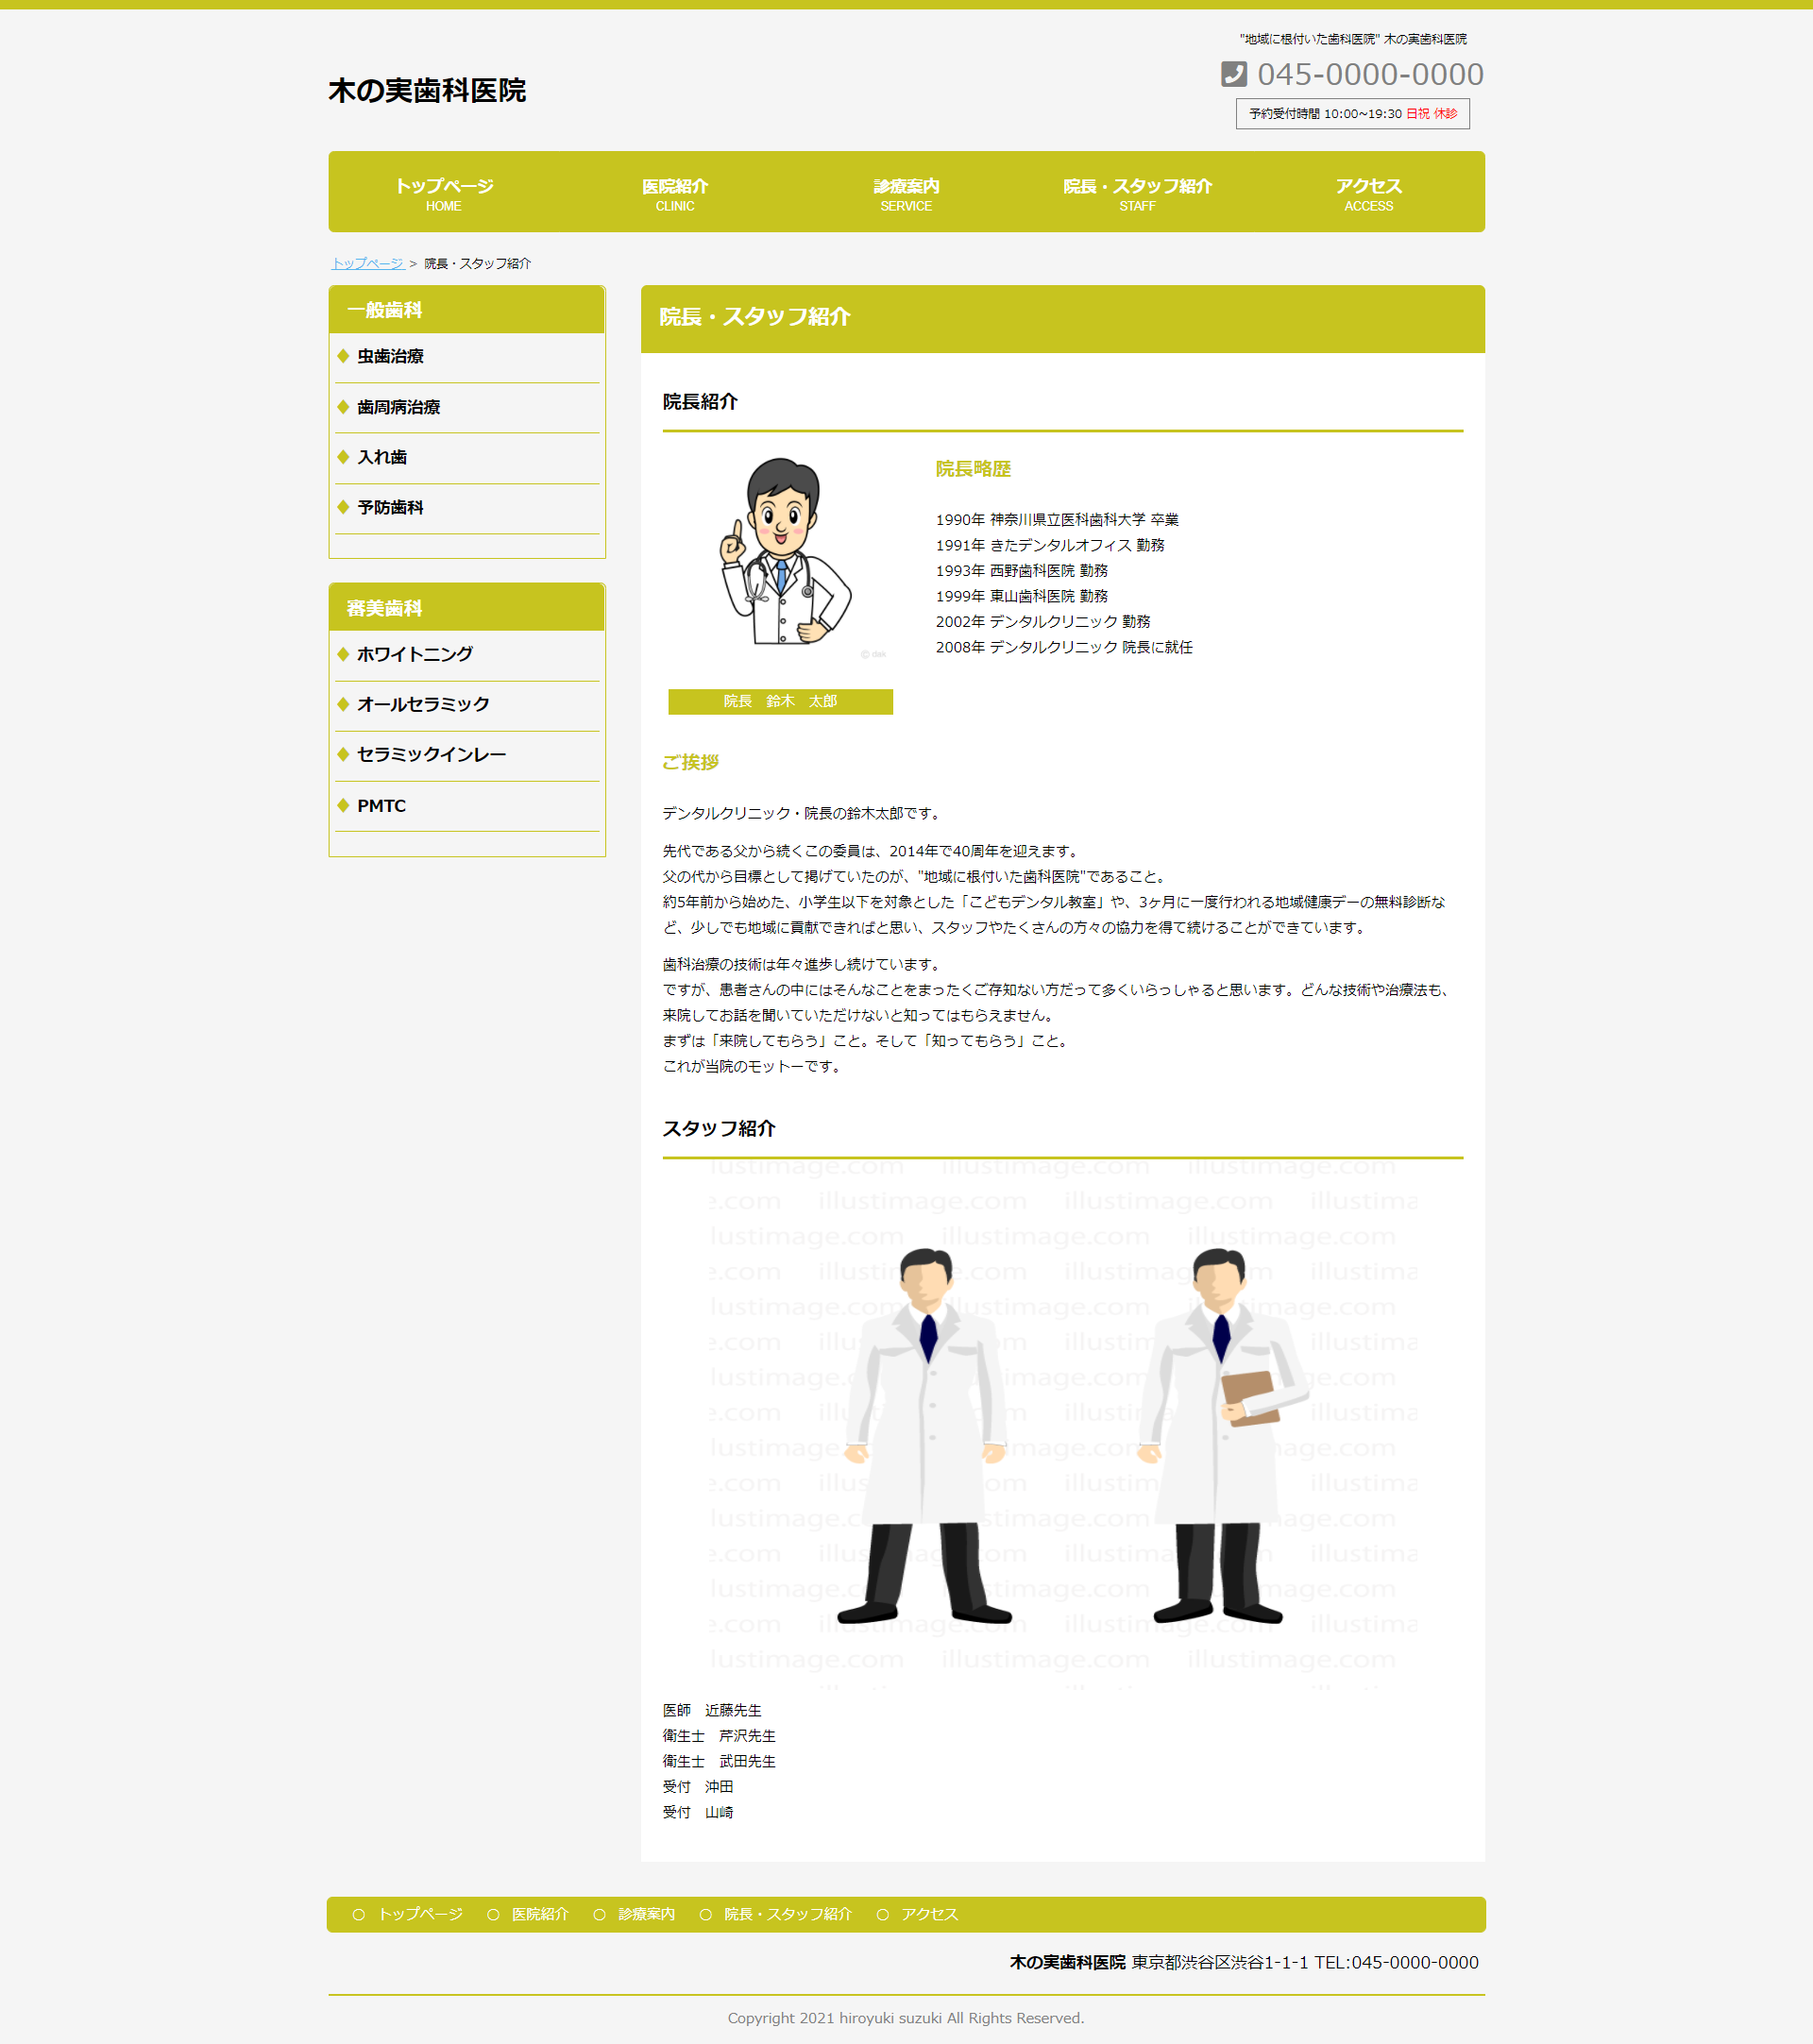 "地域に根付いた歯科医院" 木の実歯科医院
木の実歯科医院
045-0000-0000
予約受付時間 10:00~19:30 日祝 休診
トップページ 医院紹介 診療案内 院長・スタッフ紹介 アクセス
HOME CLINIC SERVICE STAFF ACCESS
トップページ > 院長・スタッフ紹介
一般歯科
虫歯治療
歯周病治療
入れ歯
予防歯科
審美歯科
ホワイトニング
オールセラミック
セラミックインレー
PMTC
院長・スタッフ紹介
院長紹介
© dak
院長 鈴木 太郎
院長略歴
1990年 神奈川県立医科歯科大学 卒業
1991年 きたデンタルオフィス 勤務
1993年 西野歯科医院 勤務
1999年 東山歯科医院 勤務
2002年 デンタルクリニック 勤務
2008年 デンタルクリニック 院長に就任
ご挨拶
デンタルクリニック・院長の鈴木太郎です。
先代である父から続くこの委員は、2014年で40周年を迎えます。
父の代から目標として掲げていたのが、"地域に根付いた歯科医院"であること。
約5年前から始めた、小学生以下を対象とした「こどもデンタル教室」や、3ヶ月に一度行われる地域健康デーの無料診断な
ど、少しでも地域に貢献できればと思い、スタッフやたくさんの方々の協力を得て続けることができています。
歯科治療の技術は年々進歩し続けています。
ですが、患者さんの中にはそんなことをまったくご存知ない方だって多くいらっしゃると思います。どんな技術や治療法も、
来院してお話を聞いていただけないと知ってはもらえません。
まずは「来院してもらう」こと。そして「知ってもらう」こと。
これが当院のモットーです。
スタッフ紹介
illustimage.com
医師 近藤先生
衛生士 芹沢先生
衛生士 武田先生
受付 沖田
受付 山崎
トップページ 医院紹介 診療案内 院長・スタッフ紹介 アクセス
木の実歯科医院 東京都渋谷区渋谷1-1-1 TEL:045-0000-0000
Copyright 2021 hiroyuki suzuki All Rights Reserved.